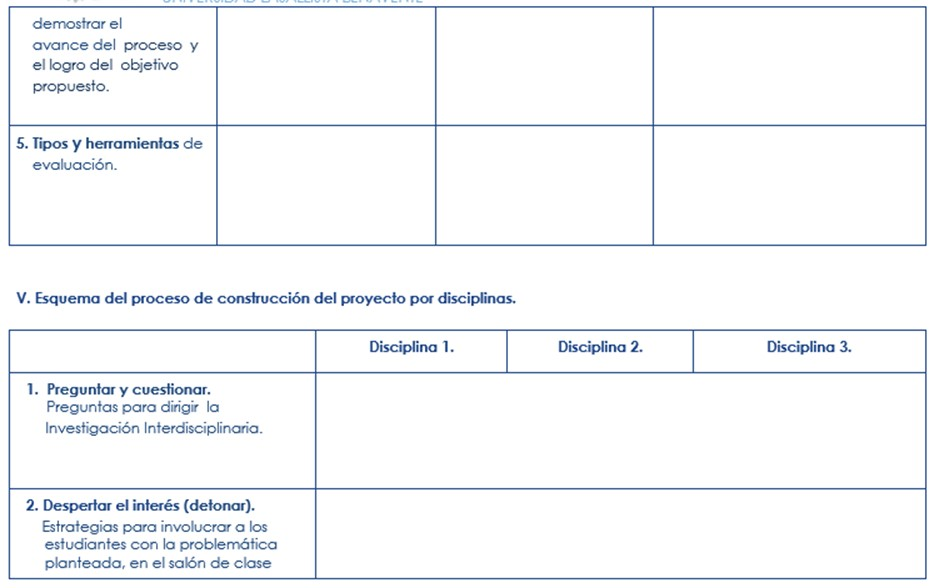 UNIVERSIDAD LASALLISTA BENAVENTE
demostrar el
avance del proceso y
el logro del objetivo
propuesto.
5. Tipos y herramientas de
evaluación.
V. Esquema del proceso de construcción del proyecto por disciplinas.
Disciplina 1. Disciplina 2. Disciplina 3.
1. Preguntar y cuestionar.
Preguntas para dirigir la
Investigación Interdisciplinaria.
2. Despertar el interés (detonar).
Estrategias para involucrar a los
estudiantes con la problemática
planteada, en el salón de clase